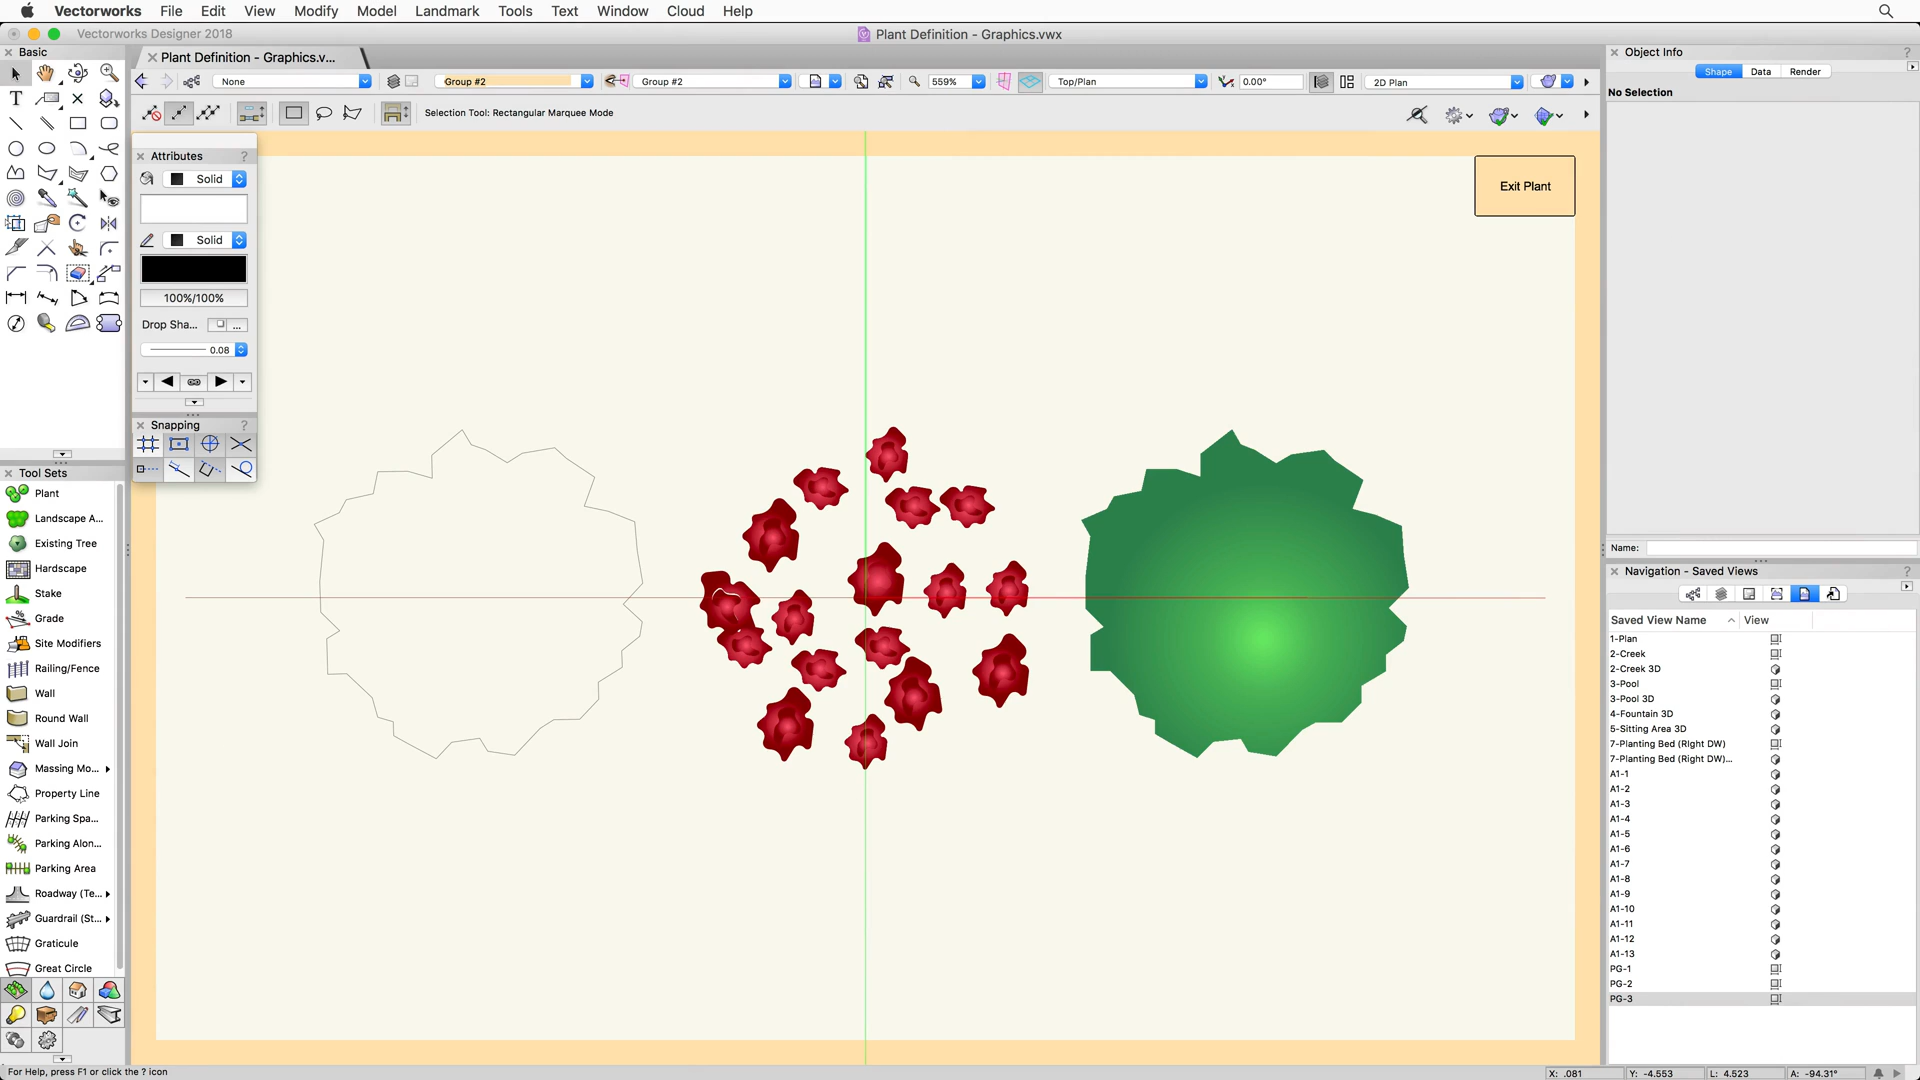 Vectorworks File Edit View Modify Model Landmark Tools Text Window Cloud Help
Vectorworks Designer 2018
Plant Definition - Graphics.vwx
Basic
Plant Definition - Graphics.v...
Object Info ?
None
Group #2
Group #2
559%
Top/Plan
0.00°
2D Plan
Shape Data Render
No Selection
Selection Tool: Rectangular Marquee Mode
Attributes ?
Solid
Solid
100%/100%
Drop Sha... ...
0.08
Snapping ?
Exit Plant
Tool Sets
Plant
Landscape A...
Existing Tree
Hardscape
Stake
Grade
Site Modifiers
Railing/Fence
Wall
Round Wall
Wall Join
Massing Mo...
Property Line
Parking Spa...
Parking Alon...
Parking Area
Roadway (Te...
Guardrail (St...
Graticule
Great Circle
Name:
Navigation - Saved Views ?
Saved View Name View
1-Plan
2-Creek
2-Creek 3D
3-Pool
3-Pool 3D
4-Fountain 3D
5-Sitting Area 3D
7-Planting Bed (Right DW)
7-Planting Bed (Right DW)...
A1-1
A1-2
A1-3
A1-4
A1-5
A1-6
A1-7
A1-8
A1-9
A1-10
A1-11
A1-12
A1-13
PG-1
PG-2
PG-3
For Help, press F1 or click the ? icon
X: .081 Y: -4.553 L: 4.523 A: -94.31°